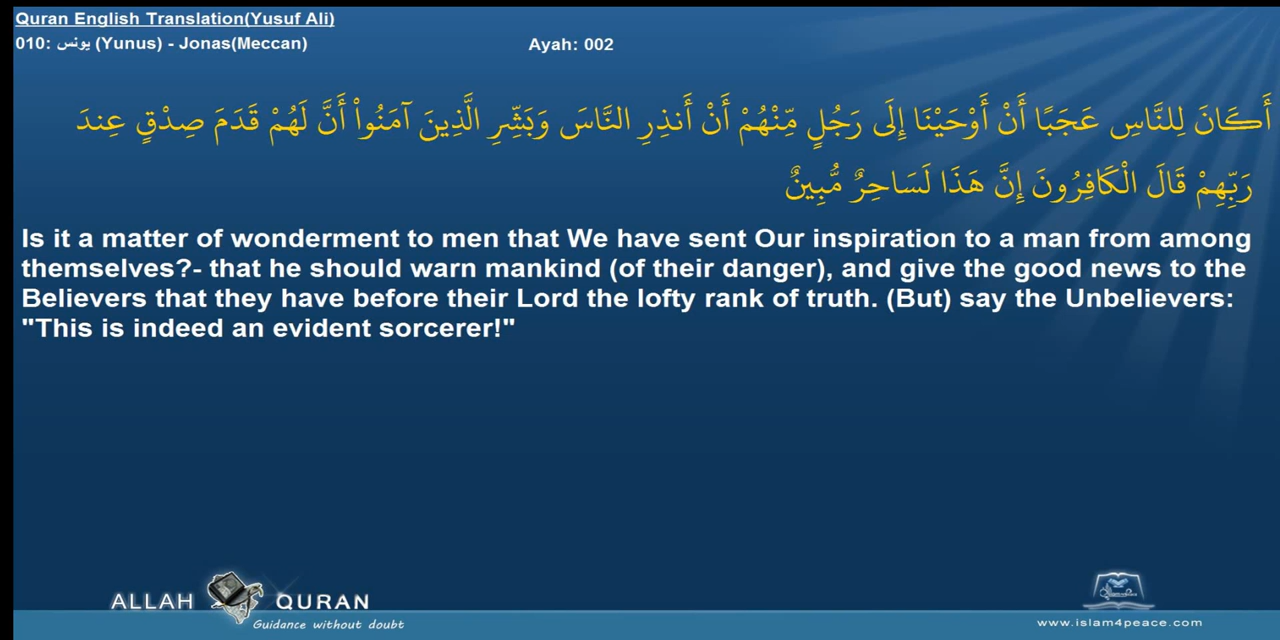 Quran English Translation(Yusuf Ali)
010: يونس (Yunus) - Jonas(Meccan)
Ayah: 002
أَكَانَ لِلنَّاسِ عَجَبًا أَنْ أَوْحَيْنَا إِلَى رَجُلٍ مِّنْهُمْ أَنْ أَنذِرِ النَّاسَ وَبَشِّرِ الَّذِينَ آمَنُواْ أَنَّ لَهُمْ قَدَمَ صِدْقٍ عِندَ
رَبِّهِمْ قَالَ الْكَافِرُونَ إِنَّ هَذَا لَسَاحِرٌ مُّبِينٌ
Is it a matter of wonderment to men that We have sent Our inspiration to a man from among
themselves?- that he should warn mankind (of their danger), and give the good news to the
Believers that they have before their Lord the lofty rank of truth. (But) say the Unbelievers:
"This is indeed an evident sorcerer!"
ALLAH QURAN
Guidance without doubt
www.islam4peace.com